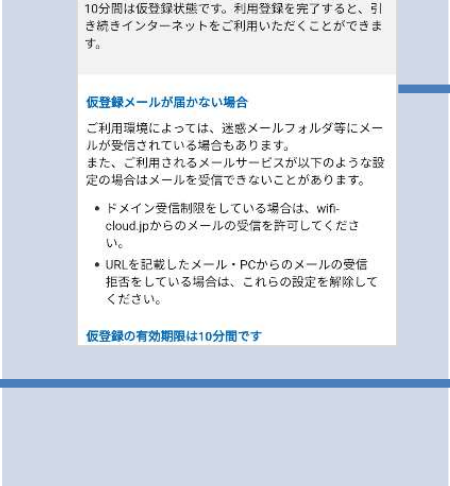 10分間は仮登録状態です。利用登録を完了すると、引
き続きインターネットをご利用いただくことができま
す。
仮登録メールが届かない場合
ご利用環境によっては、迷惑メールフォルダ等にメー
ルが受信されている場合もあります。
また、ご利用されるメールサービスが以下のような設
定の場合はメールを受信できないことがあります。
• ドメイン受信制限をしている場合は、wifi-
cloud.jpからのメールの受信を許可してくださ
い。
• URLを記載したメール・PCからのメールの受信
拒否をしている場合は、これらの設定を解除して
ください。
仮登録の有効期限は10分間です